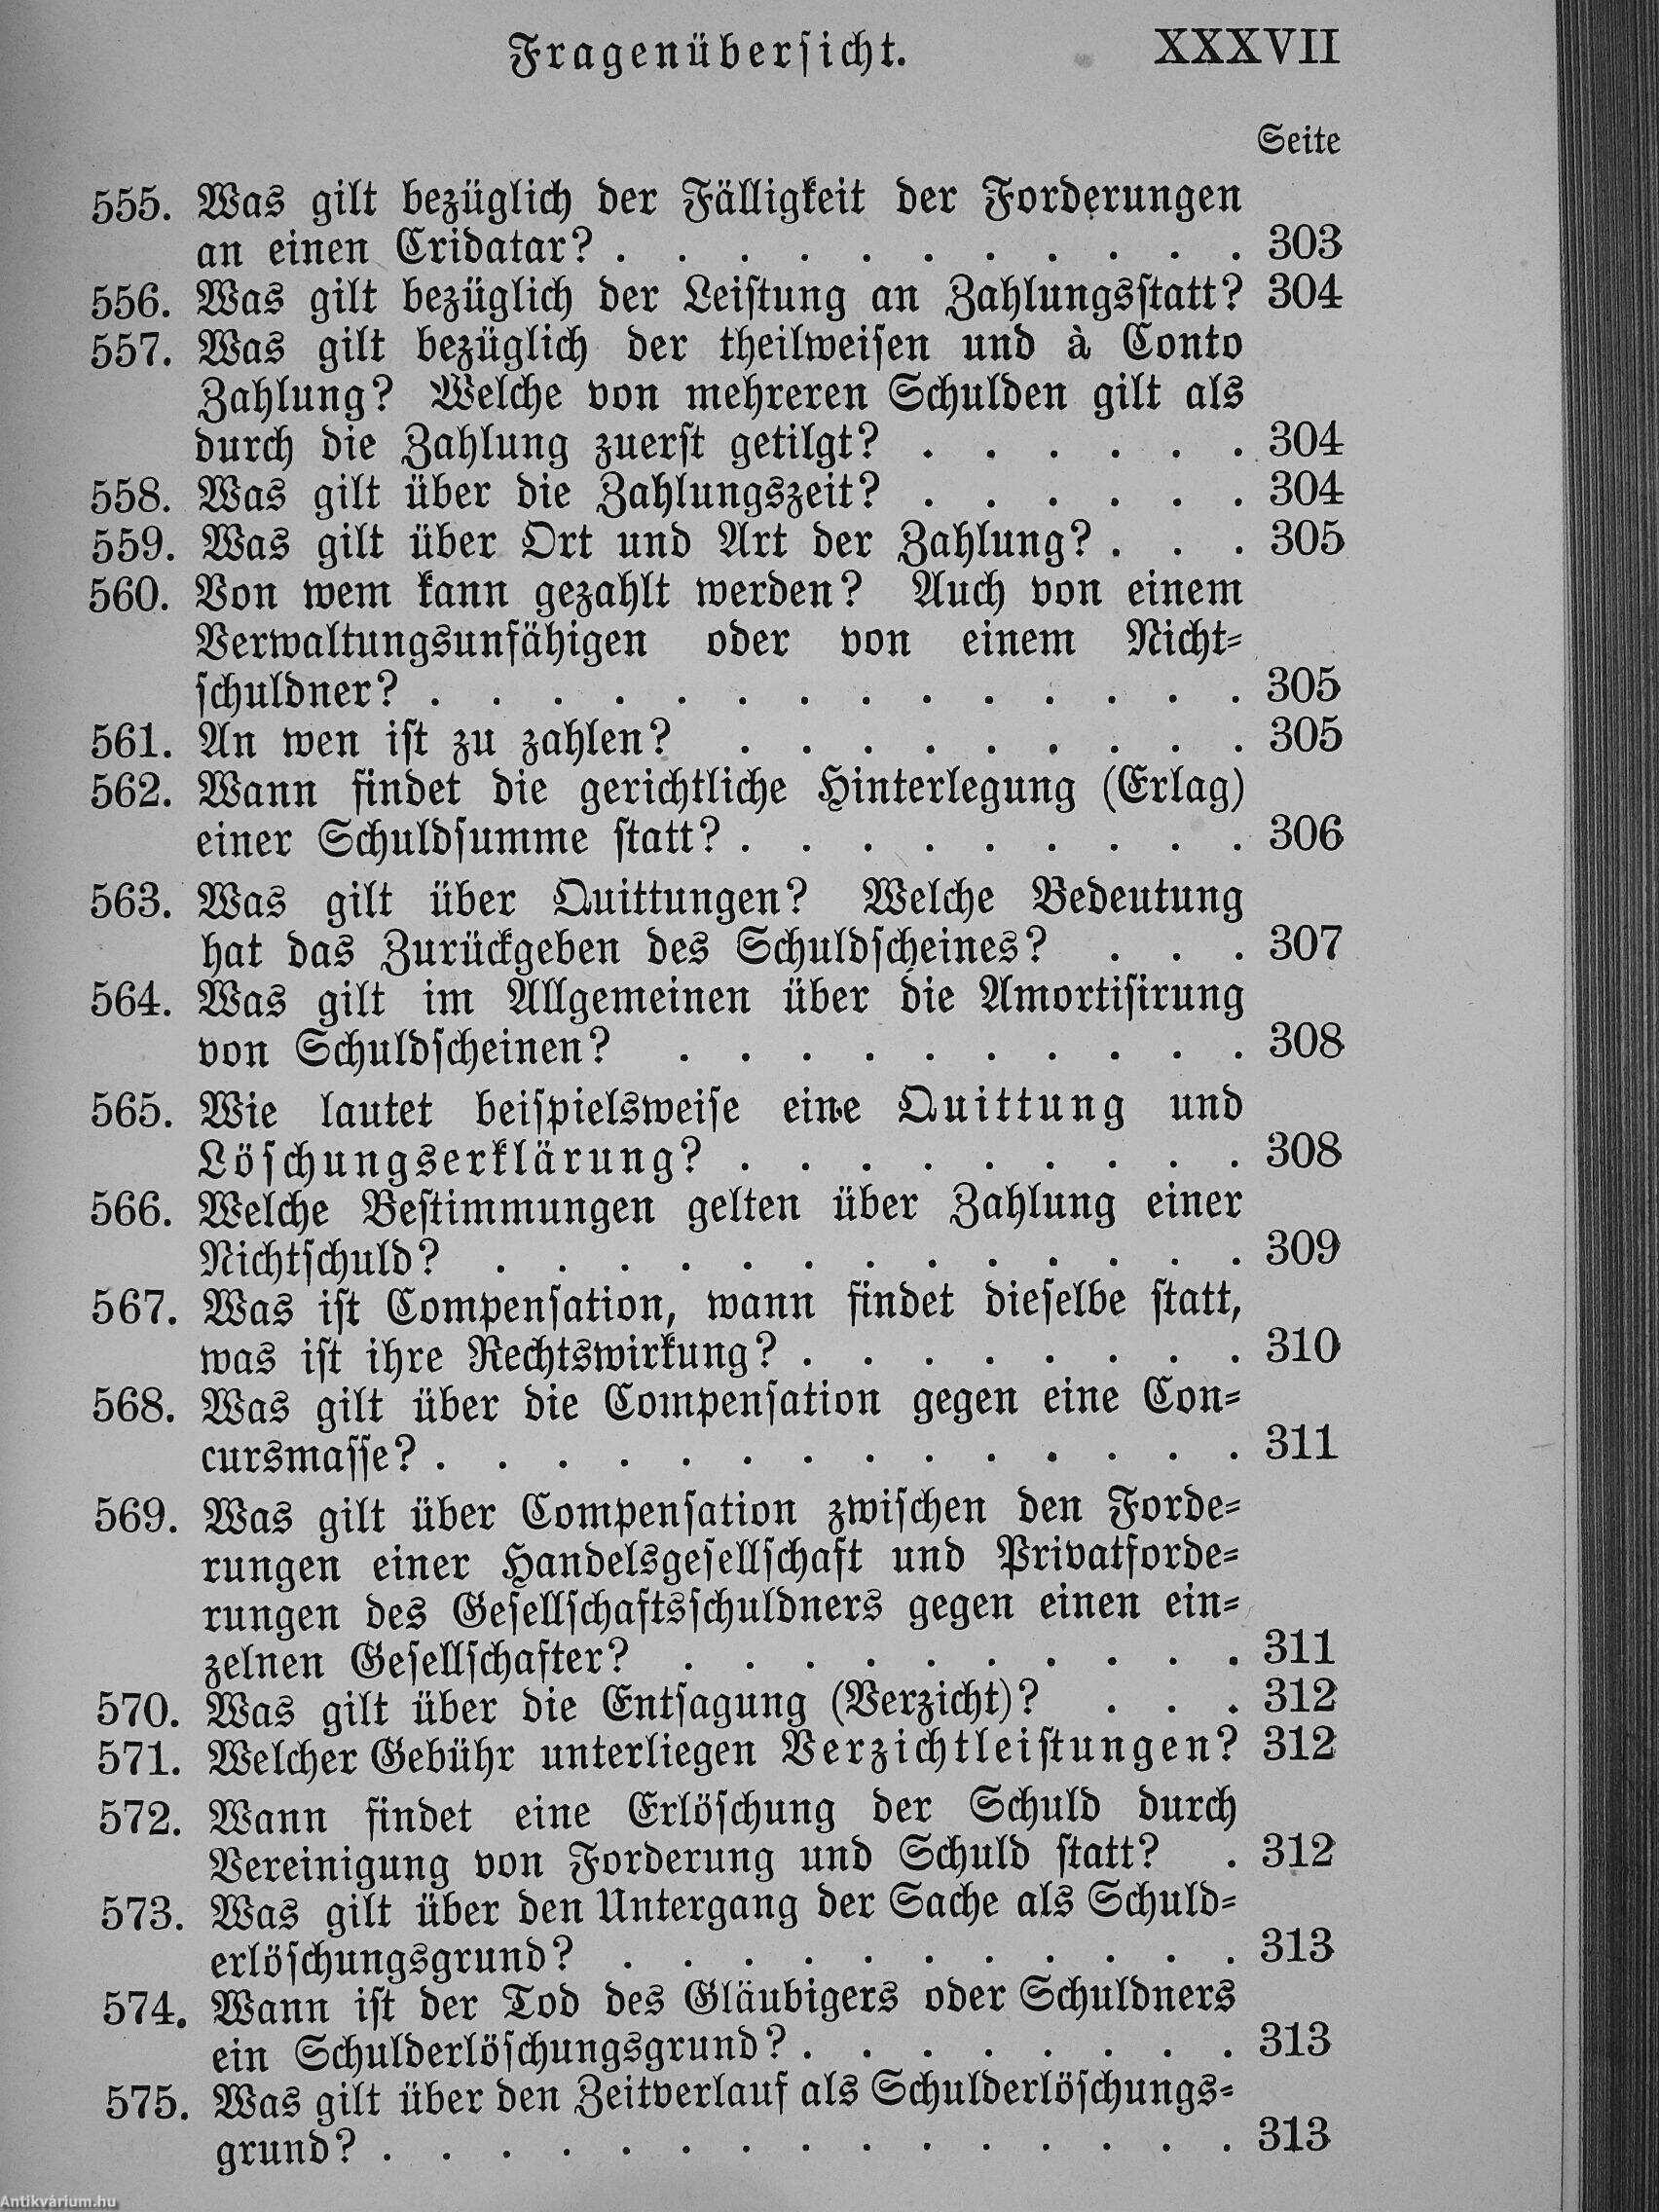 Fragenübersicht. XXXVII
Seite
555. Was gilt bezüglich der Fälligkeit der Forderungen
an einen Cridatar? . . . . . . . . . . . 303
556. Was gilt bezüglich der Leistung an Zahlungsstatt? 304
557. Was gilt bezüglich der theilweisen und à Conto
Zahlung? Welche von mehreren Schulden gilt als
durch die Zahlung zuerst getilgt? . . . . . . 304
558. Was gilt über die Zahlungszeit? . . . . . . 304
559. Was gilt über Ort und Art der Zahlung? . . . 305
560. Von wem kann gezahlt werden? Auch von einem
Verwaltungsunfähigen oder von einem Nicht-
schuldner? . . . . . . . . . . . . . . 305
561. An wen ist zu zahlen? . . . . . . . . . 305
562. Wann findet die gerichtliche Hinterlegung (Erlag)
einer Schuldsumme statt? . . . . . . . . . 306
563. Was gilt über Quittungen? Welche Bedeutung
hat das Zurückgeben des Schuldscheines? . . . 307
564. Was gilt im Allgemeinen über die Amortisirung
von Schuldscheinen? . . . . . . . . . . 308
565. Wie lautet beispielsweise eine Quittung und
Löschungserklärung? . . . . . . . . . 308
566. Welche Bestimmungen gelten über Zahlung einer
Nichtschuld? . . . . . . . . . . . . . 309
567. Was ist Compensation, wann findet dieselbe statt,
was ist ihre Rechtswirkung? . . . . . . . . 310
568. Was gilt über die Compensation gegen eine Con-
cursmasse? . . . . . . . . . . . . . . 311
569. Was gilt über Compensation zwischen den Forde-
rungen einer Handelsgesellschaft und Privatforde-
rungen des Gesellschaftsschuldners gegen einen ein-
zelnen Gesellschafter? . . . . . . . . . . 311
570. Was gilt über die Entsagung (Verzicht)? . . . 312
571. Welcher Gebühr unterliegen Verzichtleistungen? 312
572. Wann findet eine Erlöschung der Schuld durch
Vereinigung von Forderung und Schuld statt? . 312
573. Was gilt über den Untergang der Sache als Schuld-
erlöschungsgrund? . . . . . . . . . . . 313
574. Wann ist der Tod des Gläubigers oder Schuldners
ein Schulderlöschungsgrund? . . . . . . . . 313
575. Was gilt über den Zeitverlauf als Schulderlöschungs-
grund? . . . . . . . . . . . . . . . 313
Antikvárium.hu